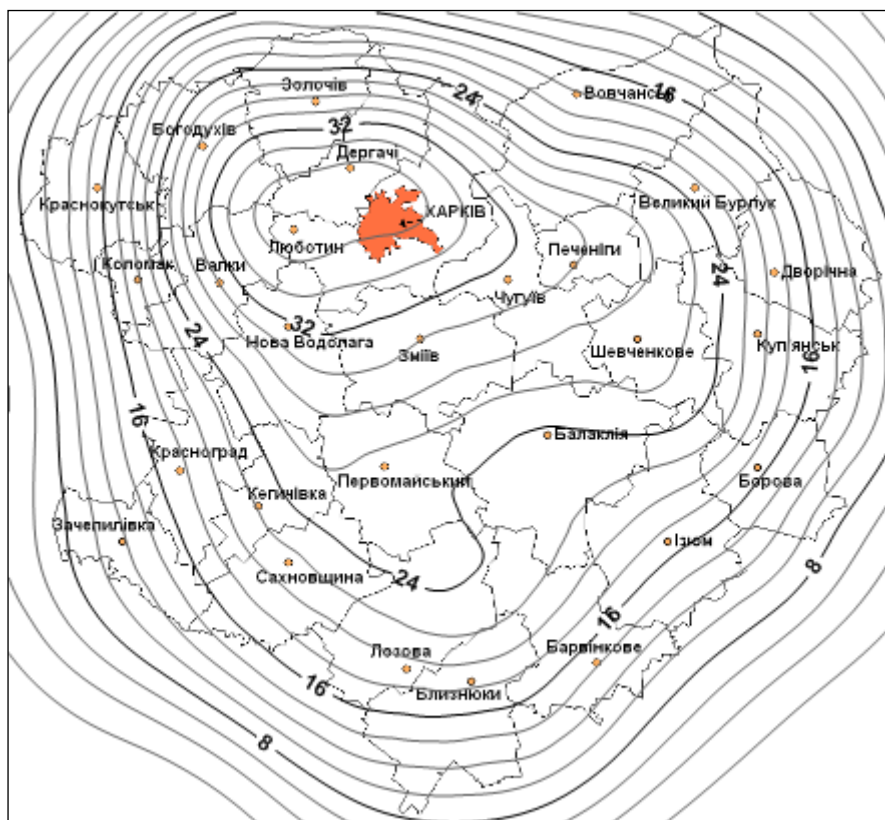 Золочів
24
Вовчанськ
16
Богодухів
32
Дергачі
Краснокутськ
ХАРКІВ
Великий Бурлук
Люботин
Печеніги
Коломак
Валки
Чугуїв
24
Дворічна
32
Нова Водолага
Зміїв
Шевченкове
Куп'янськ
24
16
16
Балаклія
Красноград
Первомайський
Борова
Кегичівка
Зачепилівка
Ізюм
Сахновщина
24
8
16
Лозова
Барвінкове
16
Близнюки
8